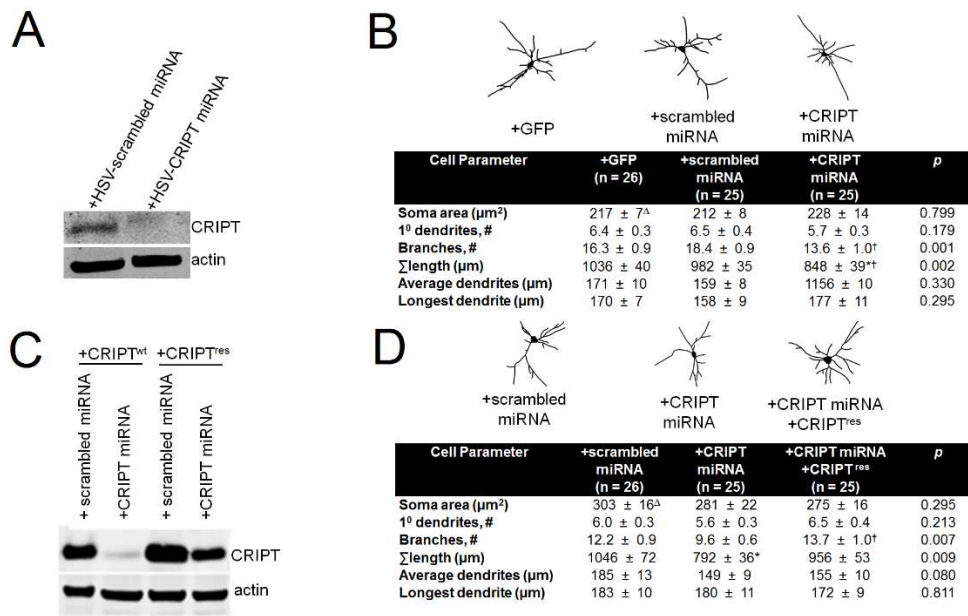 A
+HSV-scrambled miRNA
+HSV-CRIPT miRNA
CRIPT
actin
B
+GFP
+scrambled
miRNA
+CRIPT
miRNA
Cell Parameter +GFP (n = 26) +scrambled miRNA (n = 25) +CRIPT miRNA (n = 25) p
Soma area (µm²) 217 ± 7Δ 212 ± 8 228 ± 14 0.799
1⁰ dendrites, # 6.4 ± 0.3 6.5 ± 0.4 5.7 ± 0.3 0.179
Branches, # 16.3 ± 0.9 18.4 ± 0.9 13.6 ± 1.0† 0.001
∑length (µm) 1036 ± 40 982 ± 35 848 ± 39*† 0.002
Average dendrites (µm) 171 ± 10 159 ± 8 1156 ± 10 0.330
Longest dendrite (µm) 170 ± 7 158 ± 9 177 ± 11 0.295
C
+CRIPTwt +CRIPTres
+ scrambled miRNA
+CRIPT miRNA
+ scrambled miRNA
+CRIPT miRNA
CRIPT
actin
D
+scrambled
miRNA
+CRIPT
miRNA
+CRIPT miRNA
+CRIPTres
Cell Parameter +scrambled miRNA (n = 26) +CRIPT miRNA (n = 25) +CRIPT miRNA +CRIPT res (n = 25) p
Soma area (µm²) 303 ± 16Δ 281 ± 22 275 ± 16 0.295
1⁰ dendrites, # 6.0 ± 0.3 5.6 ± 0.3 6.5 ± 0.4 0.213
Branches, # 12.2 ± 0.9 9.6 ± 0.6 13.7 ± 1.0† 0.007
∑length (µm) 1046 ± 72 792 ± 36* 956 ± 53 0.009
Average dendrites (µm) 185 ± 13 149 ± 9 155 ± 10 0.080
Longest dendrite (µm) 183 ± 10 180 ± 11 172 ± 9 0.811